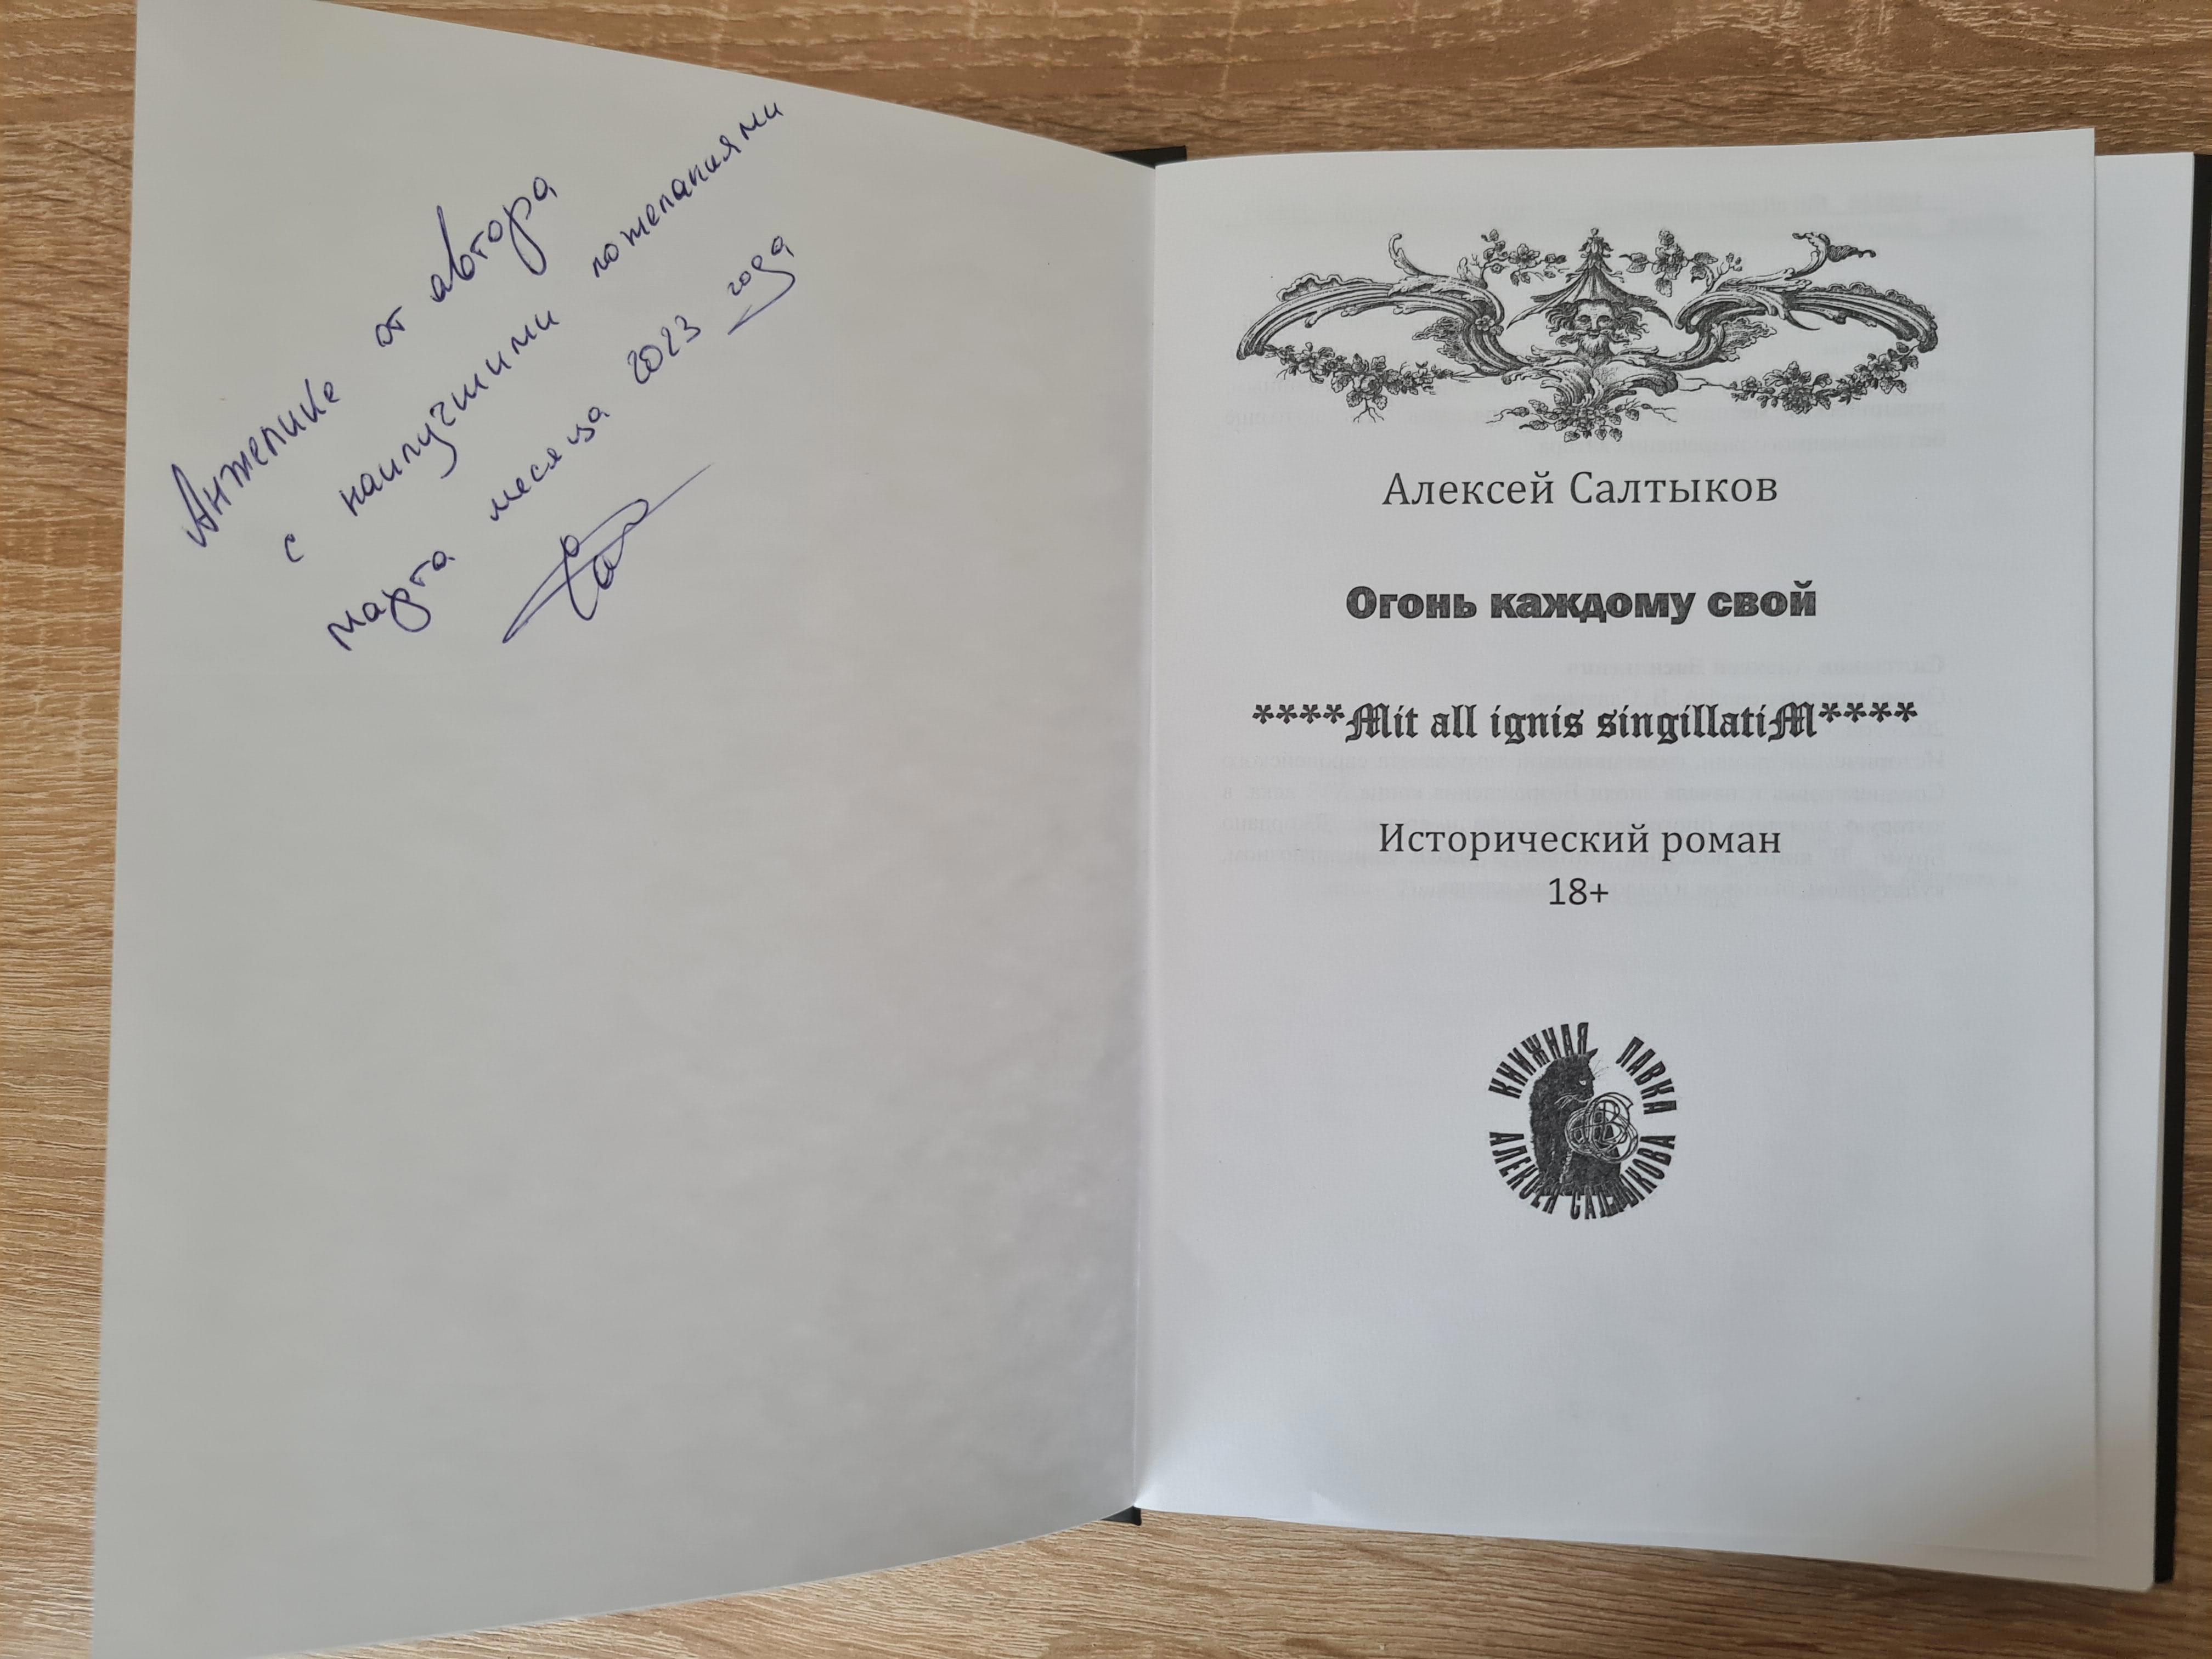 Анжелике от автора
с наилучшими пожеланиями
марта месяца 2023 года
Алексей Салтыков
Огонь каждому свой
****Mit all ignis singillatiM****
Исторический роман
18+
КНИЖНАЯ ЛАВКА
АЛЕКСЕЯ САЛТЫКОВА